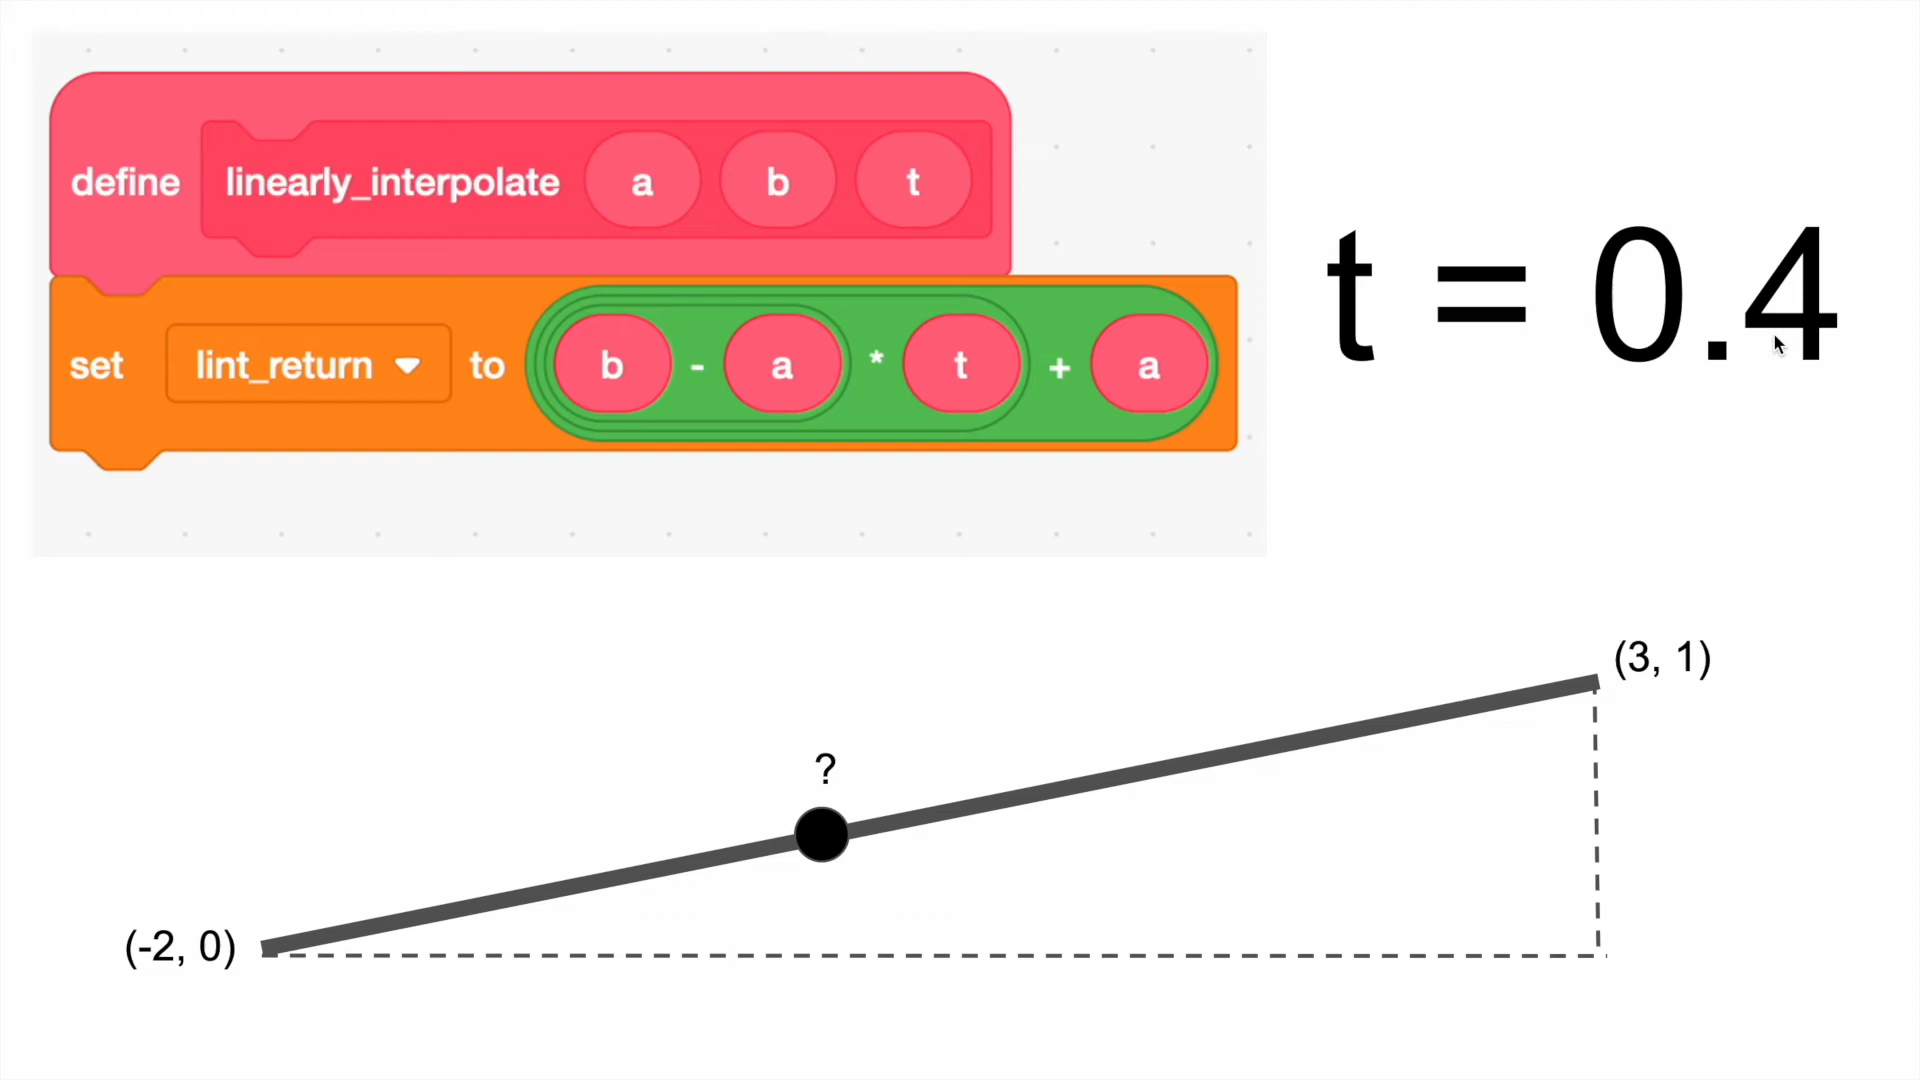 define linearly_interpolate a b t
set lint_return to b - a * t + a
t = 0.4
(3, 1)
?
(-2, 0)